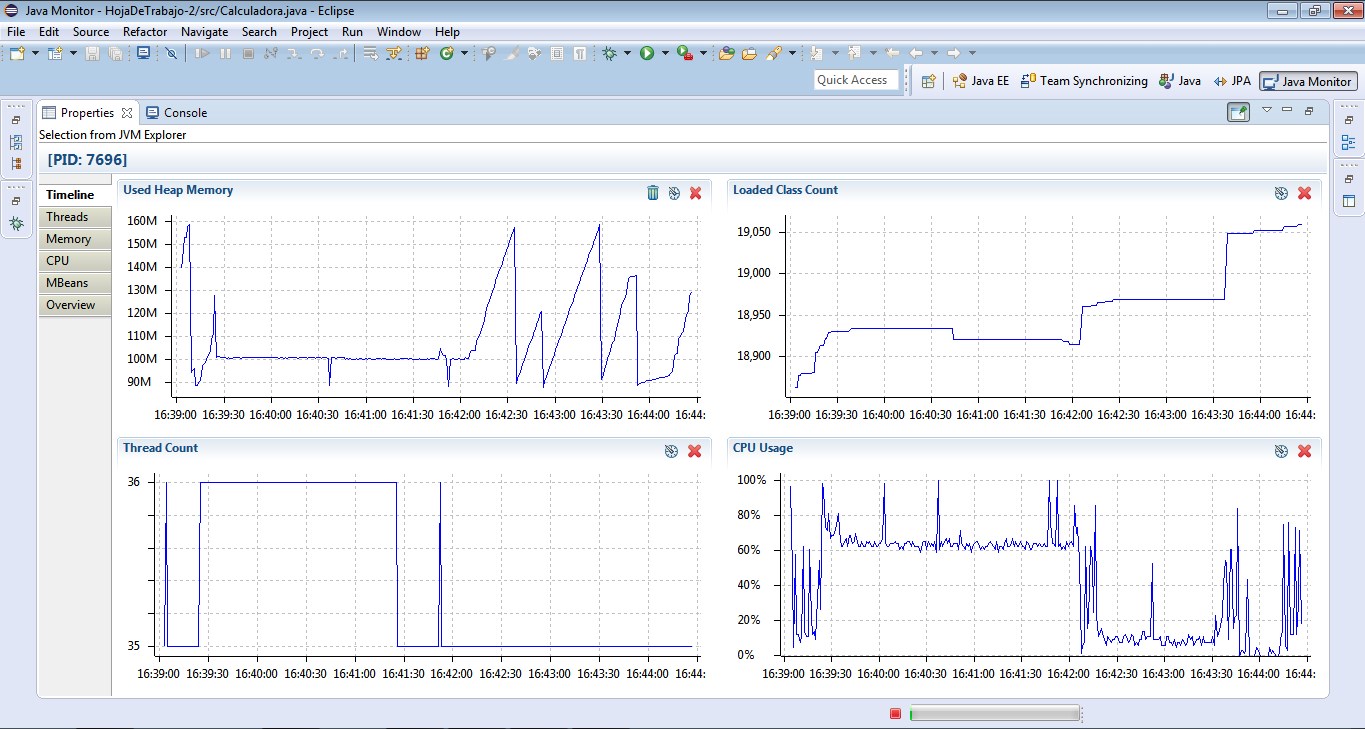 Java Monitor - HojaDeTrabajo-2/src/Calculadora.java - Eclipse
File Edit Source Refactor Navigate Search Project Run Window Help
Quick Access Java EE Team Synchronizing Java JPA Java Monitor
Properties Console
Selection from JVM Explorer
[PID: 7696]
Timeline
Threads
Memory
CPU
MBeans
Overview
Used Heap Memory
160M
150M
140M
130M
120M
110M
100M
90M
16:39:00 16:39:30 16:40:00 16:40:30 16:41:00 16:41:30 16:42:00 16:42:30 16:43:00 16:43:30 16:44:00 16:44:
Loaded Class Count
19,050
19,000
18,950
18,900
16:39:00 16:39:30 16:40:00 16:40:30 16:41:00 16:41:30 16:42:00 16:42:30 16:43:00 16:43:30 16:44:00 16:44:
Thread Count
36
35
16:39:00 16:39:30 16:40:00 16:40:30 16:41:00 16:41:30 16:42:00 16:42:30 16:43:00 16:43:30 16:44:00 16:44:
CPU Usage
100%
80%
60%
40%
20%
0%
16:39:00 16:39:30 16:40:00 16:40:30 16:41:00 16:41:30 16:42:00 16:42:30 16:43:00 16:43:30 16:44:00 16:44: